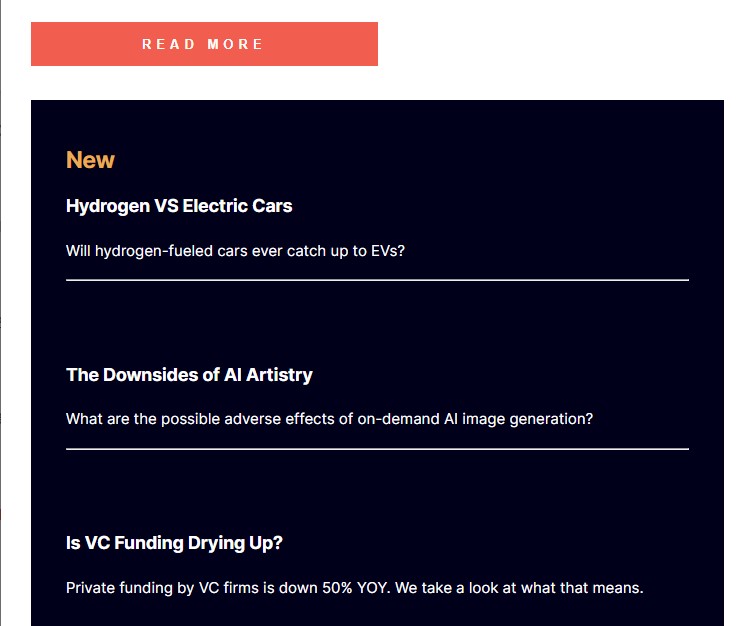 READ MORE
New
Hydrogen VS Electric Cars
Will hydrogen-fueled cars ever catch up to EVs?
The Downsides of AI Artistry
What are the possible adverse effects of on-demand AI image generation?
Is VC Funding Drying Up?
Private funding by VC firms is down 50% YOY. We take a look at what that means.